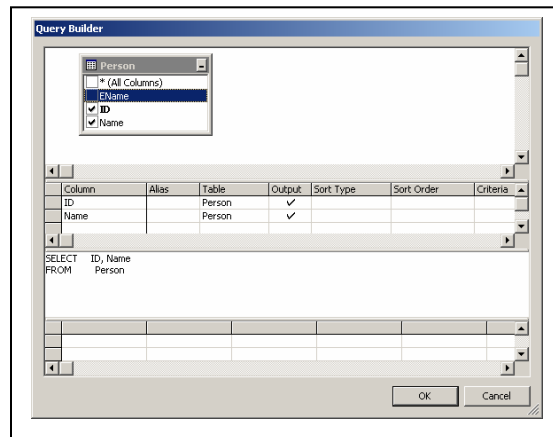 Query Builder
Person
* (All Columns)
EName
ID
Name
Column Alias Table Output Sort Type Sort Order Criteria
ID Person
Name Person
SELECT ID, Name
FROM Person
OK Cancel